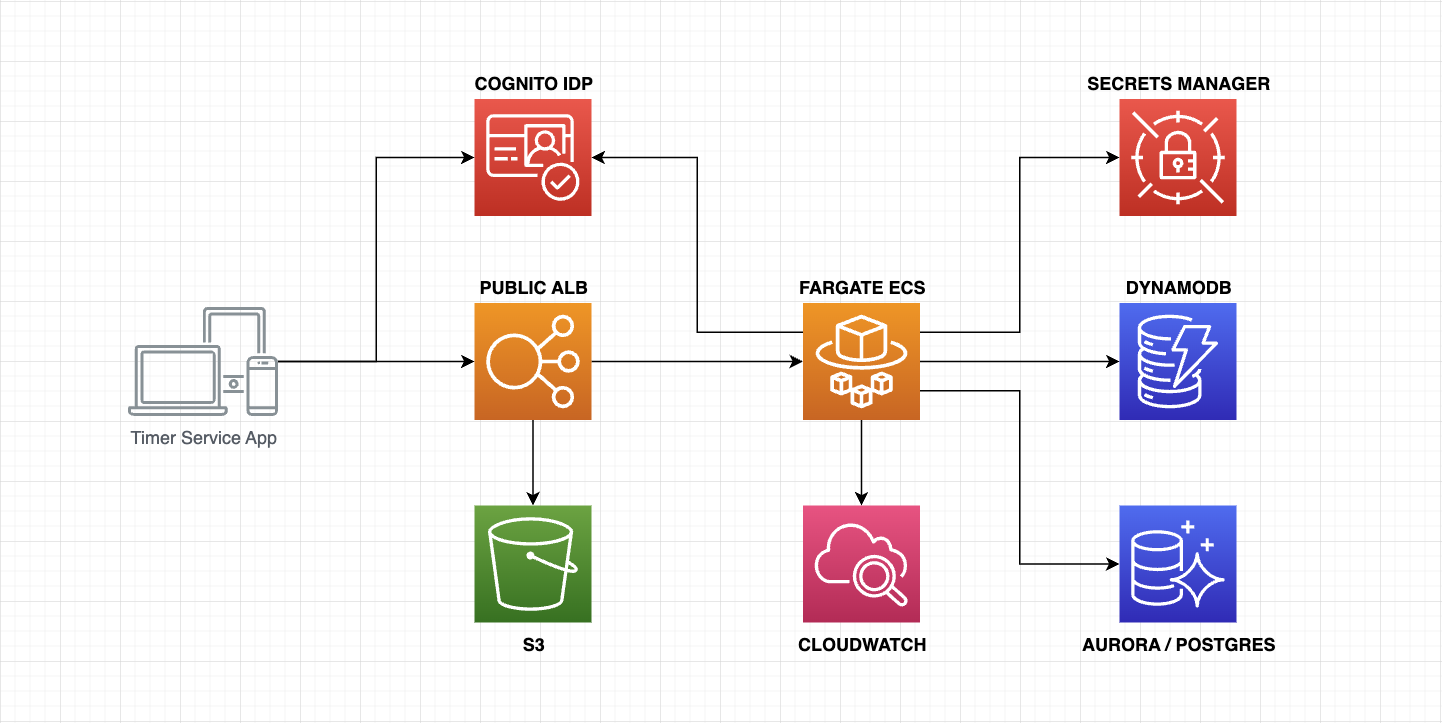 COGNITO IDP
SECRETS MANAGER
PUBLIC ALB
FARGATE ECS
DYNAMODB
Timer Service App
S3
CLOUDWATCH
AURORA / POSTGRES